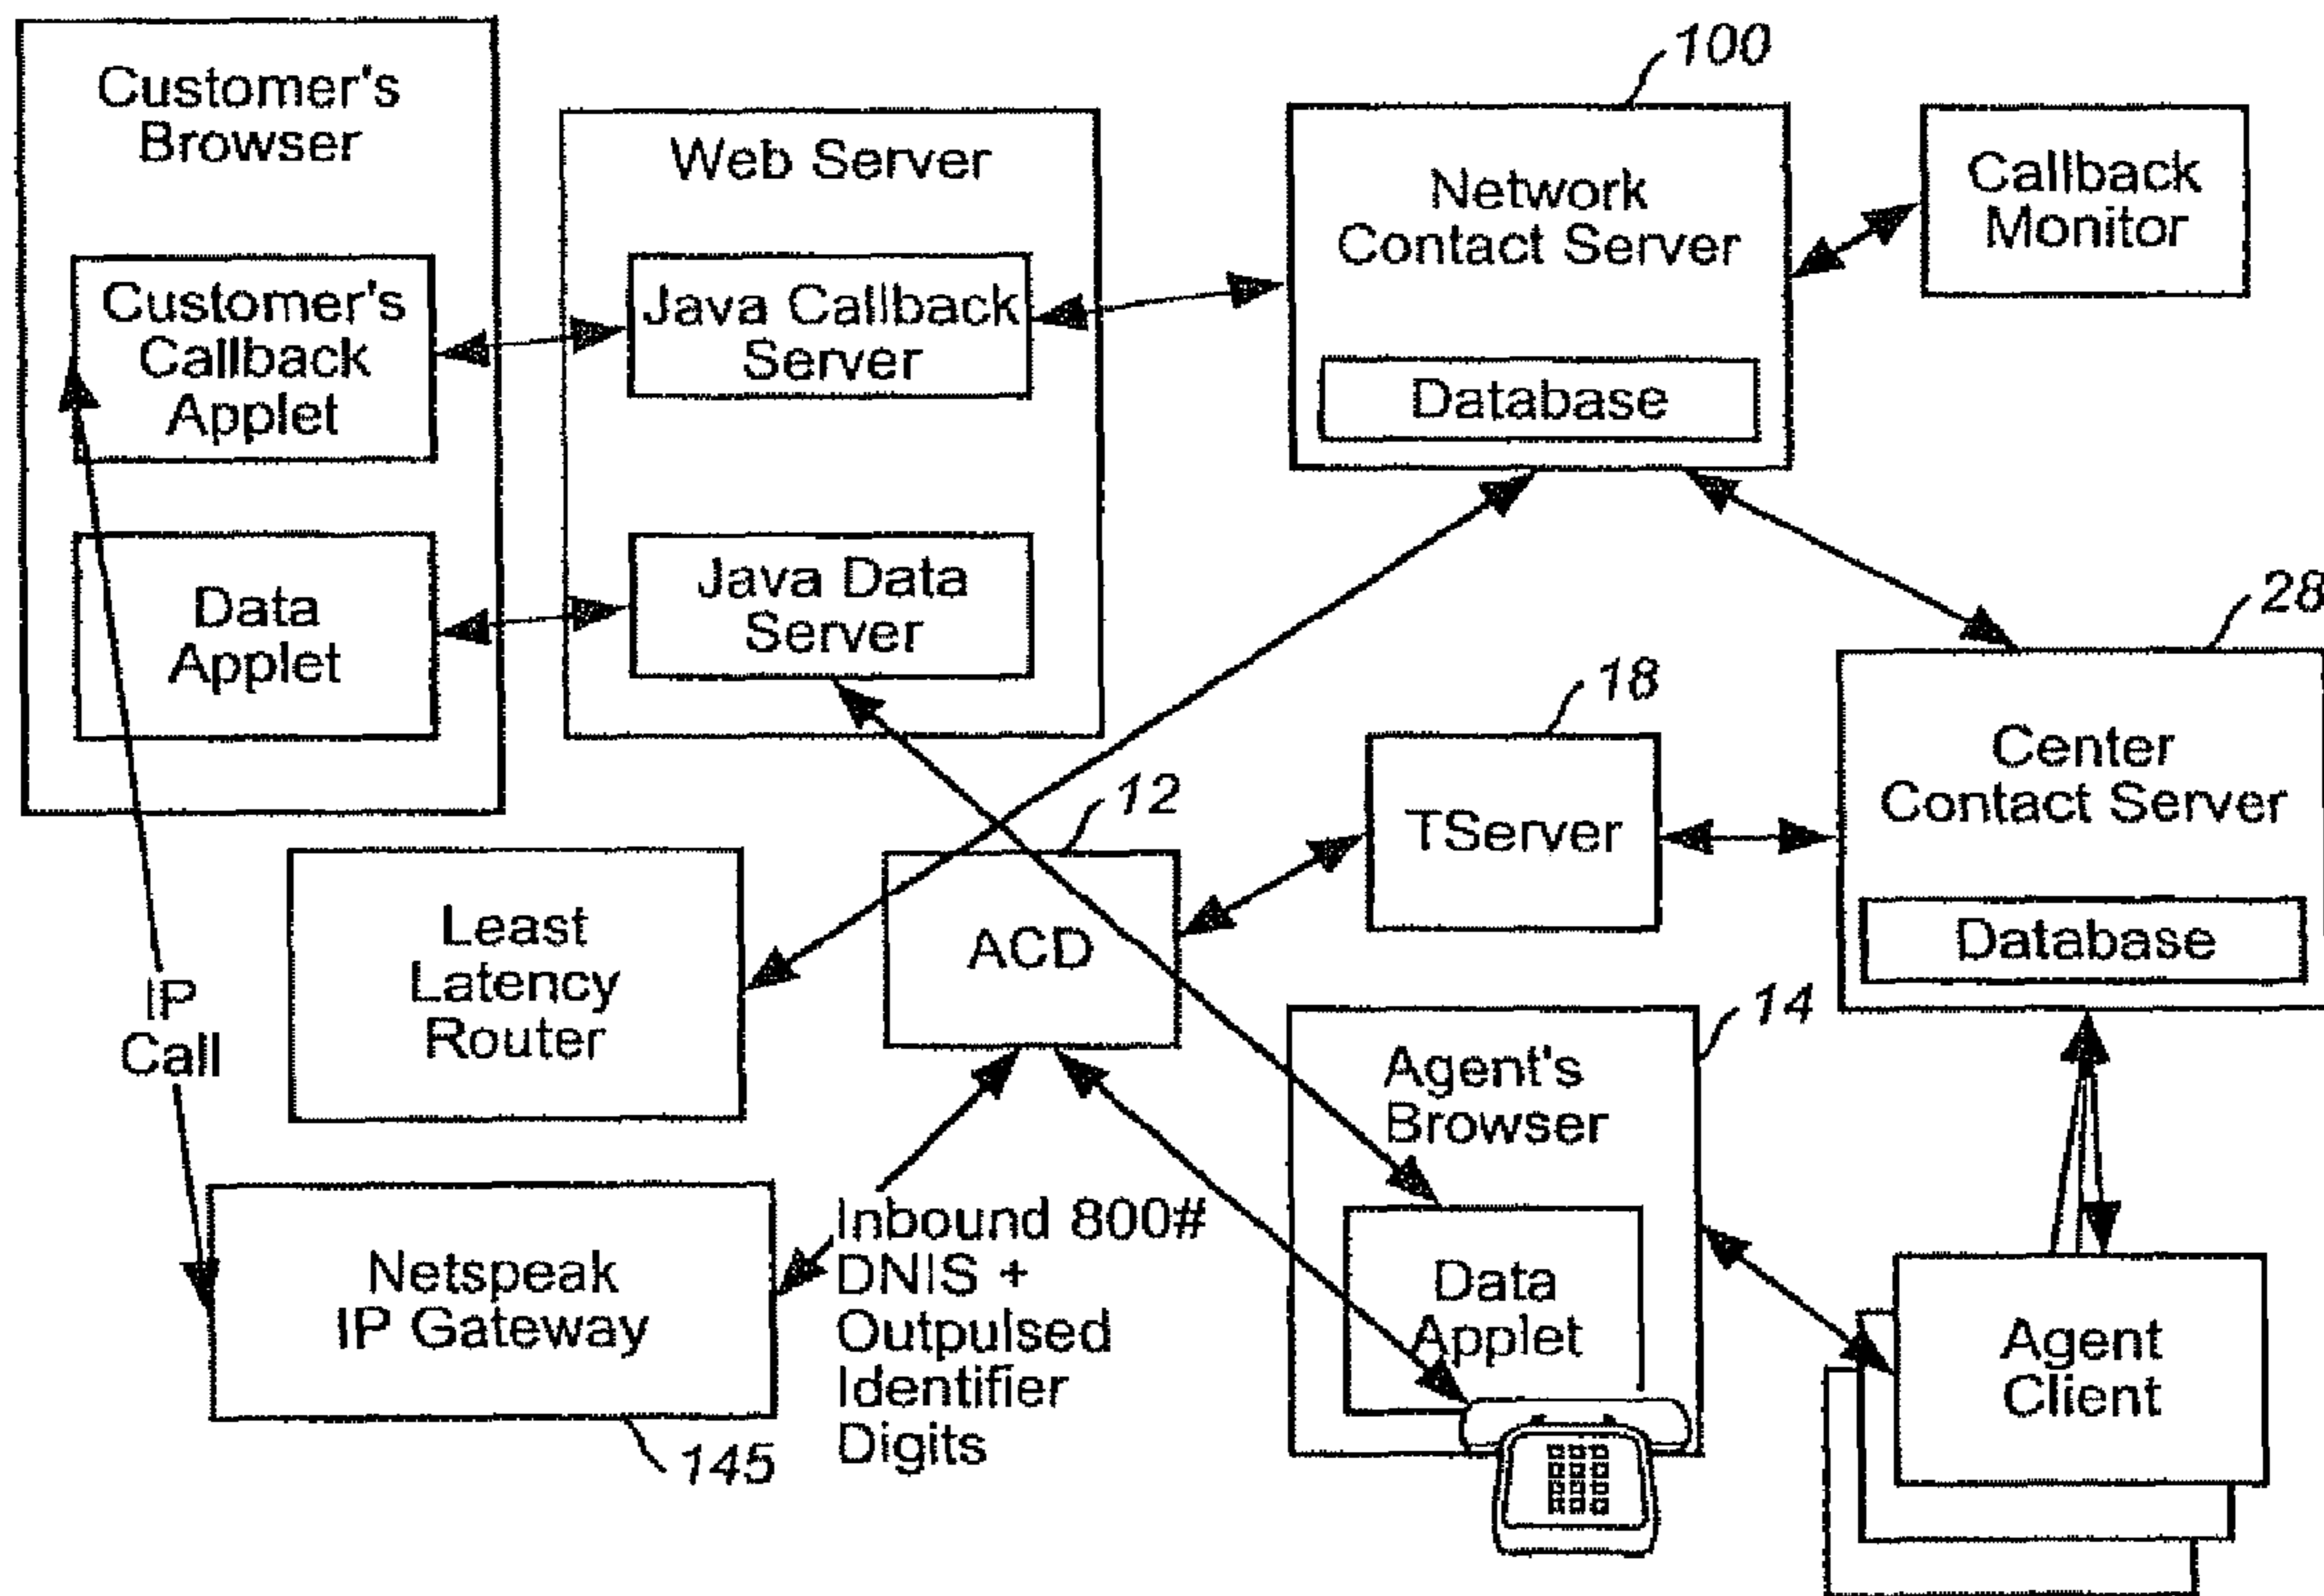 100
Customer's
Browser
Web Server
Network
Contact Server
Callback
Monitor
Customer's
Callback
Applet
Java Callback
Server
Database
Data
Applet
Java Data
Server
28
18
Center
Contact Server
12
TServer
Least
Latency
Router
ACD
Database
14
IP
Call
Agent's
Browser
Netspeak
IP Gateway
Inbound 800#
DNIS +
Outpulsed
Identifier
Digits
Data
Applet
Agent
Client
145